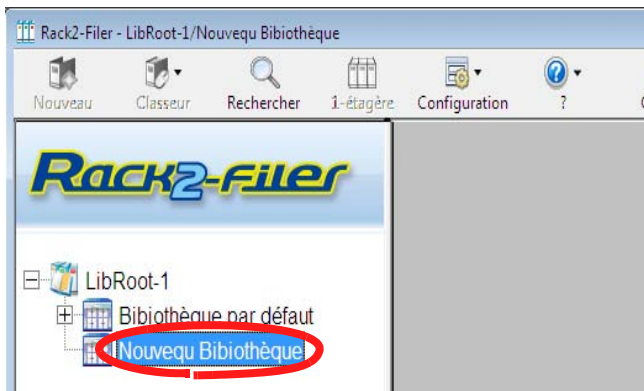 Rack2-Filer - LibRoot-1/Nouvequ Bibiothèque
Nouveau Classeur Rechercher 1-étagère Configuration ?
Rack2-Filer
LibRoot-1
Bibiothèque par défaut
Nouvequ Bibiothèque